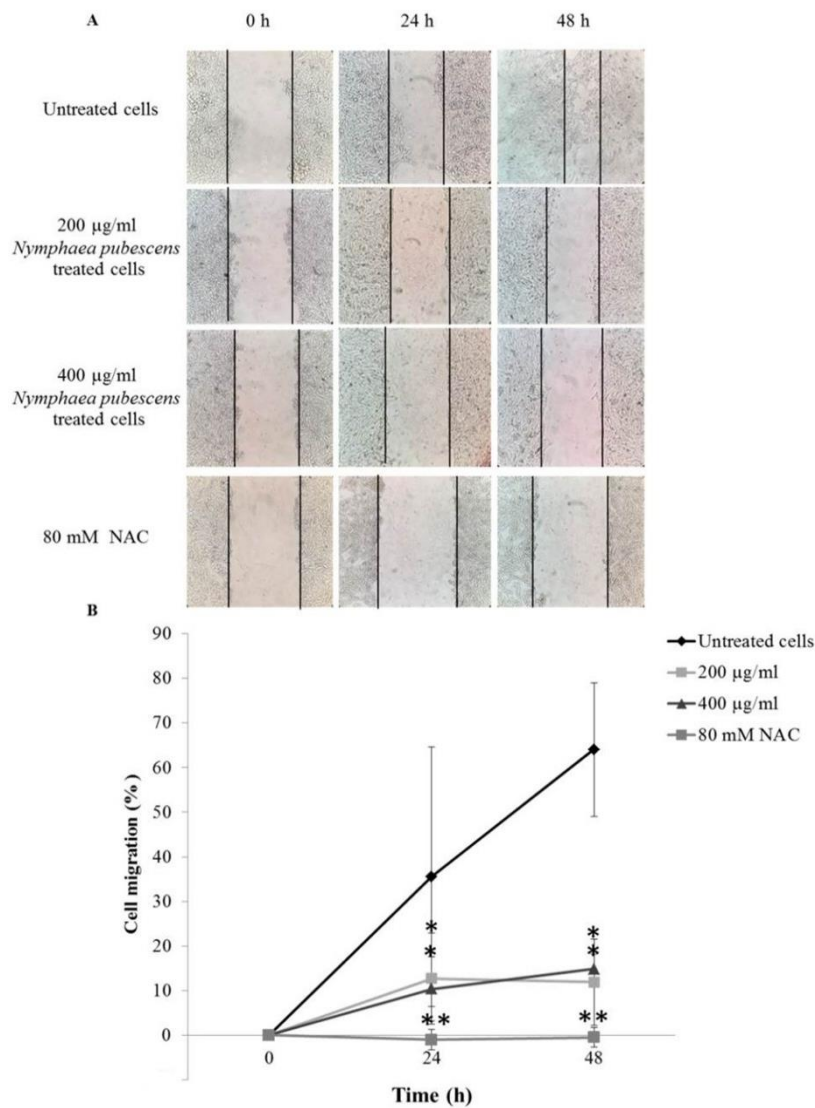 A 0 h 24 h 48 h
Untreated cells
200 µg/ml
Nymphaea pubescens
treated cells
400 µg/ml
Nymphaea pubescens
treated cells
80 mM NAC
B
90
80
70
60
50
40
30
20
10
0
Cell migration (%)
Untreated cells
200 µg/ml
400 µg/ml
80 mM NAC
*
*
*
*
**
**
0 24 48
Time (h)